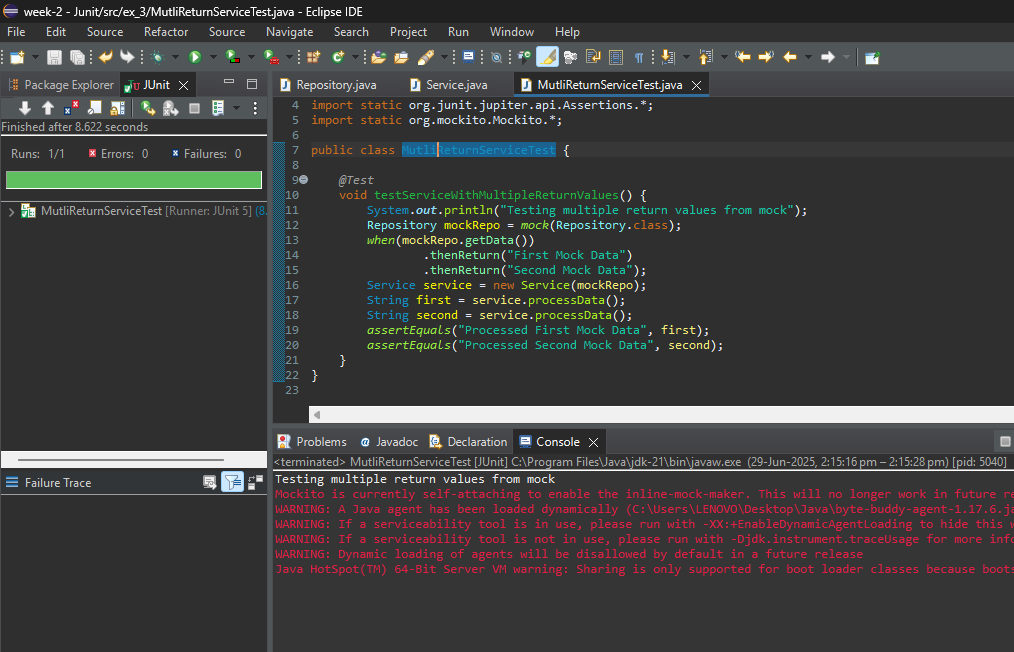 week-2 - Junit/src/ex_3/MutliReturnServiceTest.java - Eclipse IDE
File Edit Source Refactor Source Navigate Search Project Run Window Help
Package Explorer JUnit
Repository.java Service.java MutliReturnServiceTest.java
Finished after 8.622 seconds
Runs: 1/1 Errors: 0 Failures: 0
MutliReturnServiceTest [Runner: JUnit 5] (8.
Failure Trace
4 import static org.junit.jupiter.api.Assertions.*;
5 import static org.mockito.Mockito.*;
6
7 public class MutliReturnServiceTest {
8
9 @Test
10 void testServiceWithMultipleReturnValues() {
11 System.out.println("Testing multiple return values from mock");
12 Repository mockRepo = mock(Repository.class);
13 when(mockRepo.getData())
14 .thenReturn("First Mock Data")
15 .thenReturn("Second Mock Data");
16 Service service = new Service(mockRepo);
17 String first = service.processData();
18 String second = service.processData();
19 assertEquals("Processed First Mock Data", first);
20 assertEquals("Processed Second Mock Data", second);
21 }
22 }
23
Problems Javadoc Declaration Console
<terminated> MutliReturnServiceTest [JUnit] C:\Program Files\Java\jdk-21\bin\javaw.exe (29-Jun-2025, 2:15:16 pm – 2:15:28 pm) [pid: 5040]
Testing multiple return values from mock
Mockito is currently self-attaching to enable the inline-mock-maker. This will no longer work in future re
WARNING: A Java agent has been loaded dynamically (C:\Users\LENOVO\Desktop\Java\byte-buddy-agent-1.17.6.ja
WARNING: If a serviceability tool is in use, please run with -XX:+EnableDynamicAgentLoading to hide this w
WARNING: If a serviceability tool is not in use, please run with -Djdk.instrument.traceUsage for more info
WARNING: Dynamic loading of agents will be disallowed by default in a future release
Java HotSpot(TM) 64-Bit Server VM warning: Sharing is only supported for boot loader classes because boots